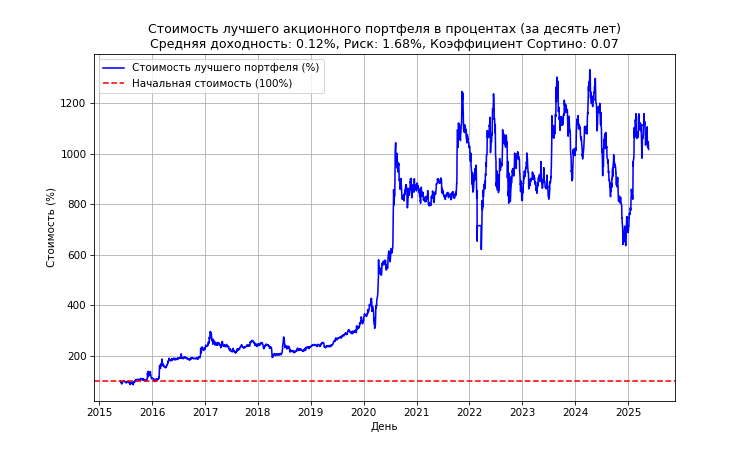 Стоимость лучшего акционного портфеля в процентах (за десять лет)
Средняя доходность: 0.12%, Риск: 1.68%, Коэффициент Сортино: 0.07
Стоимость лучшего портфеля (%)
Начальная стоимость (100%)
Стоимость (%)
1200
1000
800
600
400
200
2015 2016 2017 2018 2019 2020 2021 2022 2023 2024 2025
День